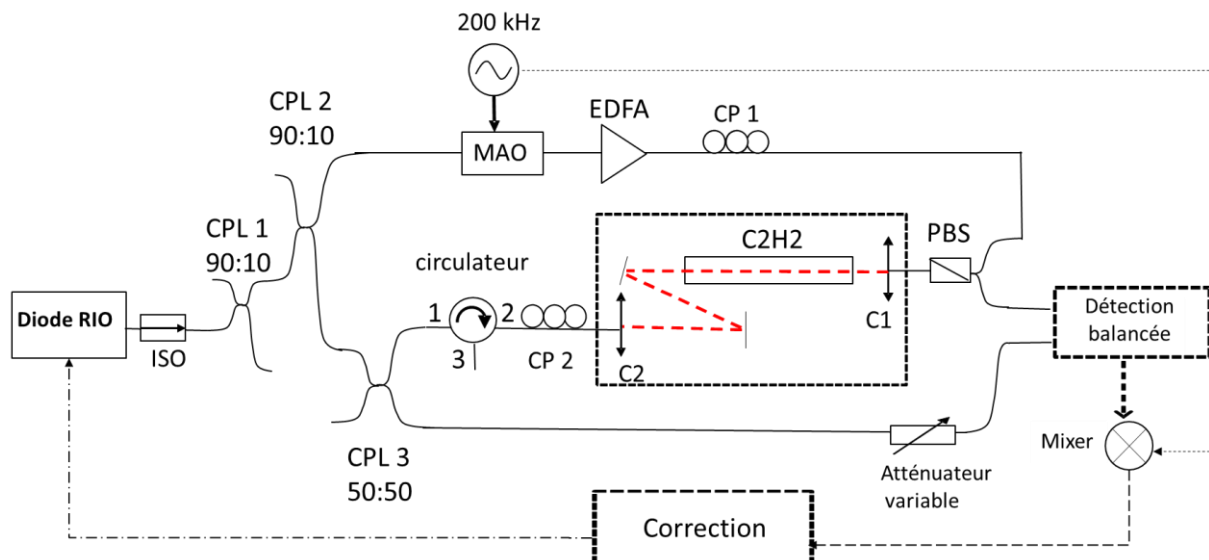 200 kHz
CPL 2
90:10
EDFA
CP 1
MAO
CPL 1
90:10
circulateur
C2H2
PBS
Diode RIO
ISO
1
2
3
CP 2
C2
C1
Détection
balancée
CPL 3
50:50
Atténuateur
variable
Mixer
Correction